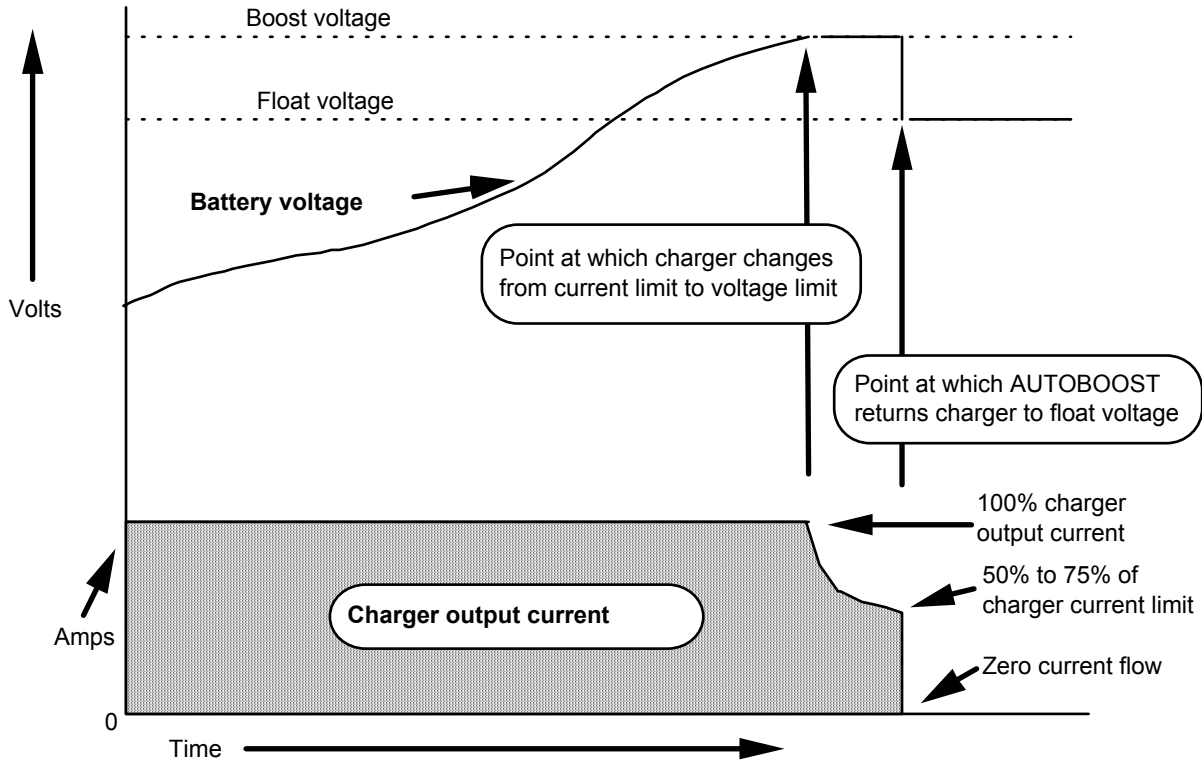 Boost voltage
Float voltage
Battery voltage
Volts
Point at which charger changes
from current limit to voltage limit
Point at which AUTOBOOST
returns charger to float voltage
100% charger
output current
50% to 75% of
charger current limit
Charger output current
Amps
Zero current flow
0
Time